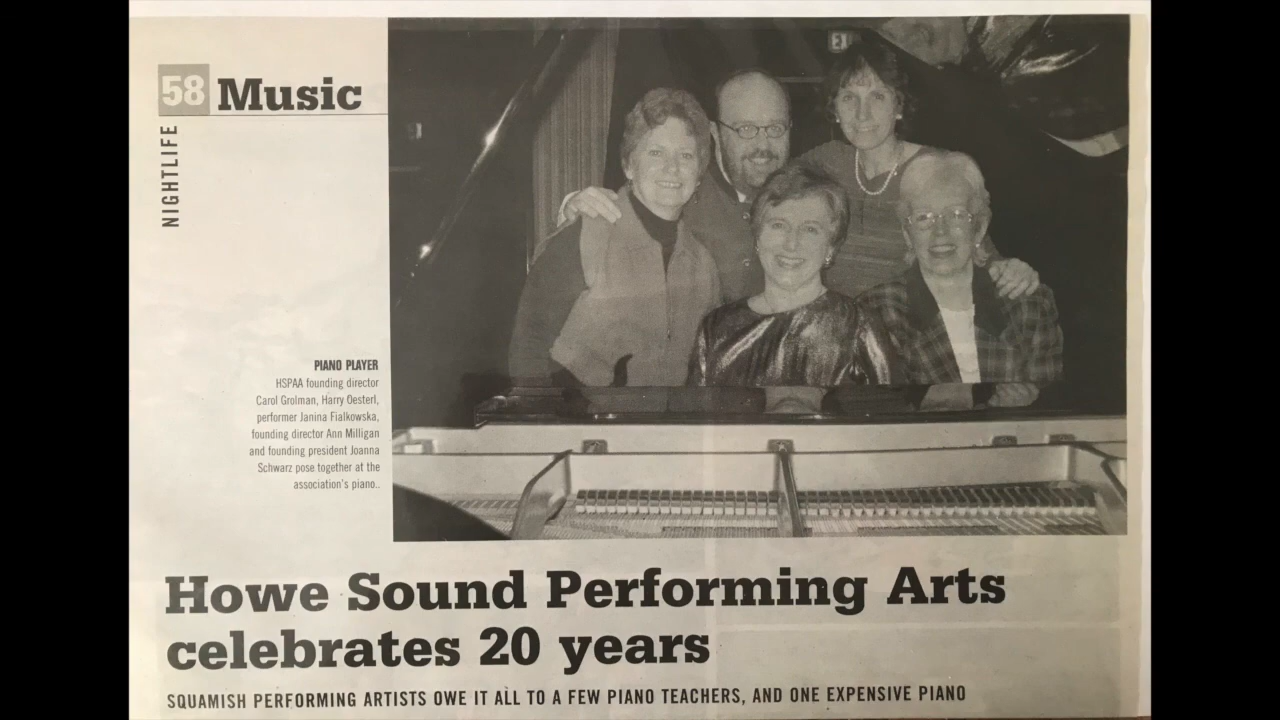 58 Music
NIGHTLIFE
EX
PIANO PLAYER
HSPAA founding director
Carol Grolman, Harry Oesterl,
performer Janina Fialkowska,
founding director Ann Milligan
and founding president Joanna
Schwarz pose together at the
association's piano..
Howe Sound Performing Arts
celebrates 20 years
SQUAMISH PERFORMING ARTISTS OWE IT ALL TO A FEW PIANO TEACHERS, AND ONE EXPENSIVE PIANO